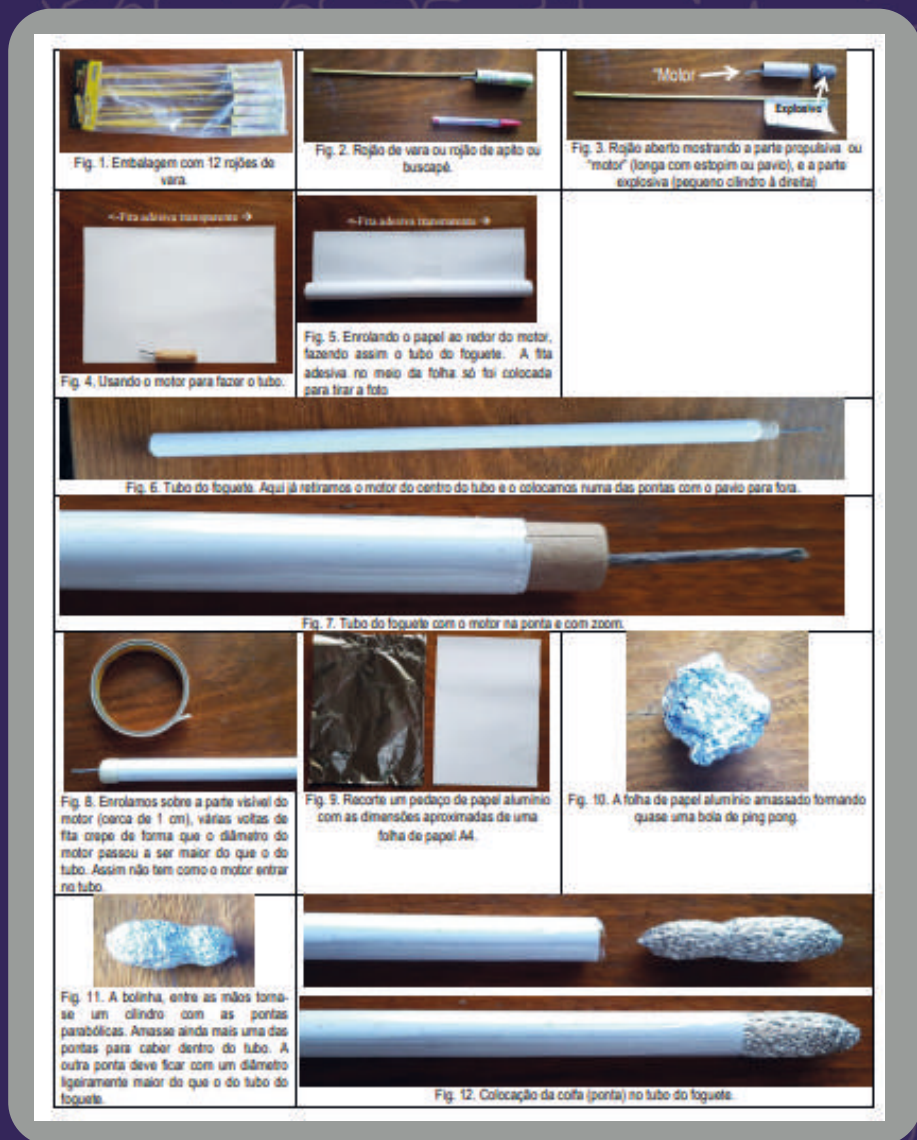 "Motor
Explosiva
Fig. 1. Embalagem com 12 rojões de
vara.
Fig. 2. Rojão de vara ou rojão de apito ou
buscapé.
Fig. 3. Rojão aberto mostrando a parte propulsiva ou
"motor" (longa com estopim ou pavio), e a parte
explosiva (pequeno cilindro à direita)
<-Fita adesiva transparente →
<-Fita adesiva transparente →
Fig. 4. Usando o motor para fazer o tubo.
Fig. 5. Enrolando o papel ao redor do motor,
fazendo assim o tubo do foguete. A fita
adesiva no meio da folha só foi colocada
para tirar a foto
Fig. 6. Tubo do foguete. Aqui já retiramos o motor do centro do tubo e o colocamos numa das pontas com o pavio para fora.
Fig. 7. Tubo do foguete com o motor na ponta e com zoom.
Fig. 8. Enrolamos sobre a parte visível do
motor (cerca de 1 cm), várias voltas de
fita crepe de forma que o diâmetro do
motor passou a ser maior do que o do
tubo. Assim não tem como o motor entrar
no tubo.
Fig. 9. Recorte um pedaço de papel alumínio
com as dimensões aproximadas de uma
folha de papel A4.
Fig. 10. A folha de papel alumínio amassado formando
quase uma bola de ping pong.
Fig. 11. A bolinha, entre as mãos torna-
se um cilindro com as pontas
parabólicas. Amasse ainda mais uma das
pontas para caber dentro do tubo. A
outra ponta deve ficar com um diâmetro
ligeiramente maior do que o do tubo do
foguete.
Fig. 12. Colocação da coifa (ponta) no tubo do foguete.